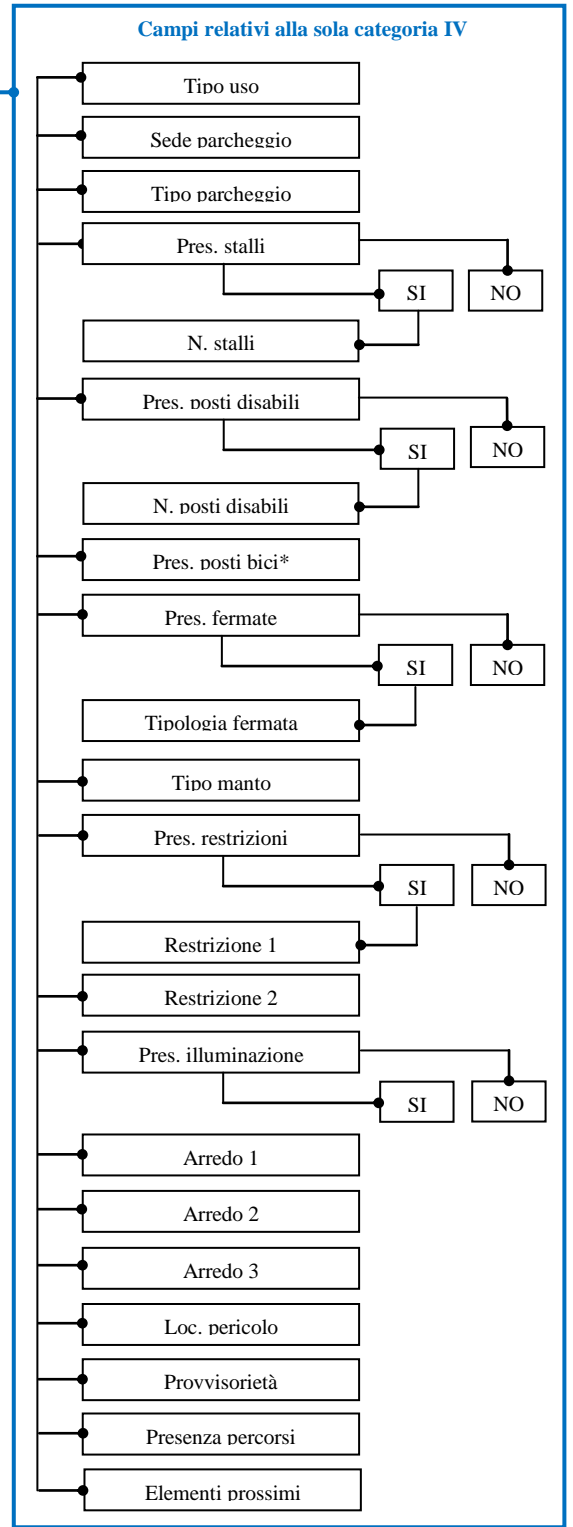 Campi relativi alla sola categoria IV
Tipo uso
Sede parcheggio
Tipo parcheggio
Pres. stalli
SI
NO
N. stalli
Pres. posti disabili
SI
NO
N. posti disabili
Pres. posti bici*
Pres. fermate
SI
NO
Tipologia fermata
Tipo manto
Pres. restrizioni
SI
NO
Restrizione 1
Restrizione 2
Pres. illuminazione
SI
NO
Arredo 1
Arredo 2
Arredo 3
Loc. pericolo
Provvisorietà
Presenza percorsi
Elementi prossimi